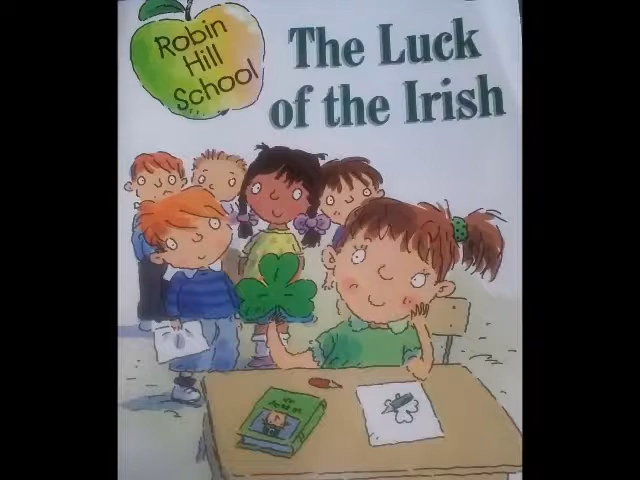 Robin
Hill
School
The Luck
of the Irish